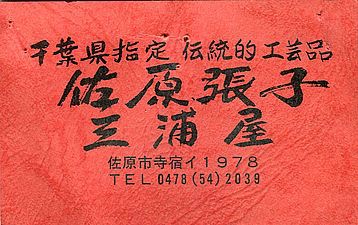 千葉県指定 伝統的工芸品
佐原張子
三浦屋
佐原市寺宿イ1978
TEL 0478(54)2039